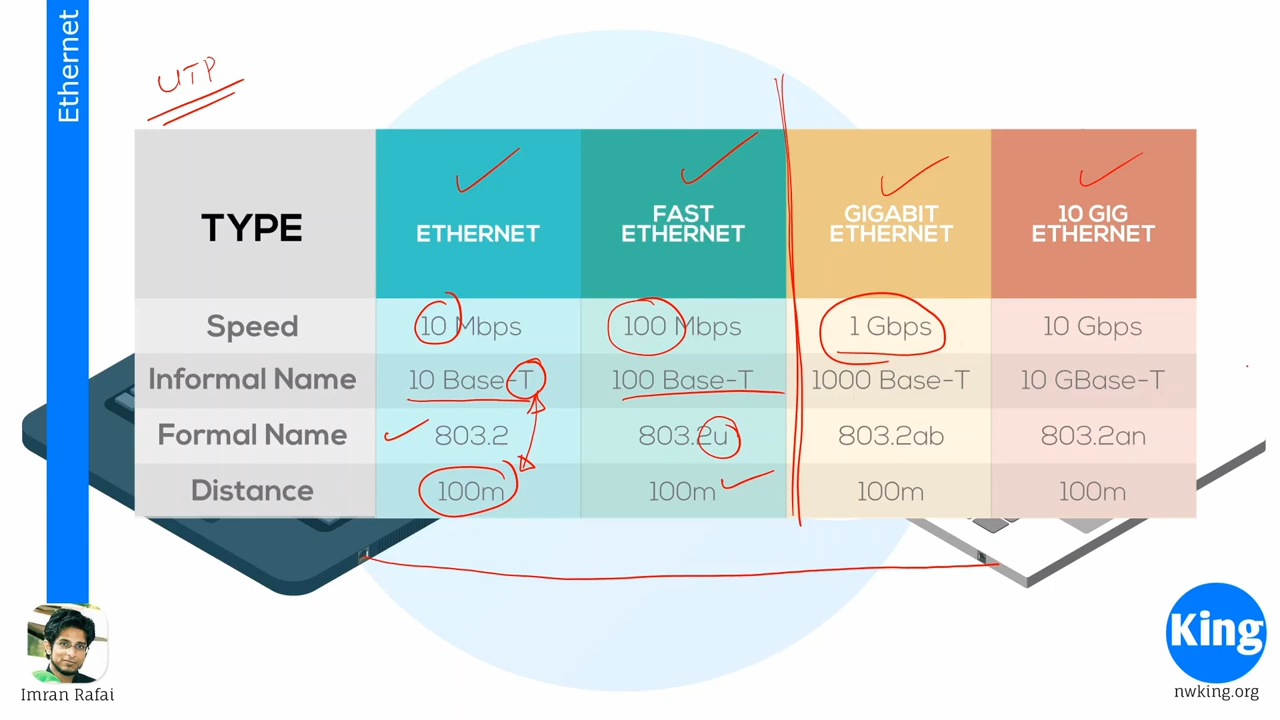 Ethernet
UTP
TYPE
ETHERNET
FAST
ETHERNET
GIGABIT
ETHERNET
10 GIG
ETHERNET
Speed 10 Mbps 100 Mbps 1 Gbps 10 Gbps
Informal Name 10 Base-T 100 Base-T 1000 Base-T 10 GBase-T
Formal Name 803.2 803.2u 803.2ab 803.2an
Distance 100m 100m 100m 100m
Imran Rafai
King
nwking.org